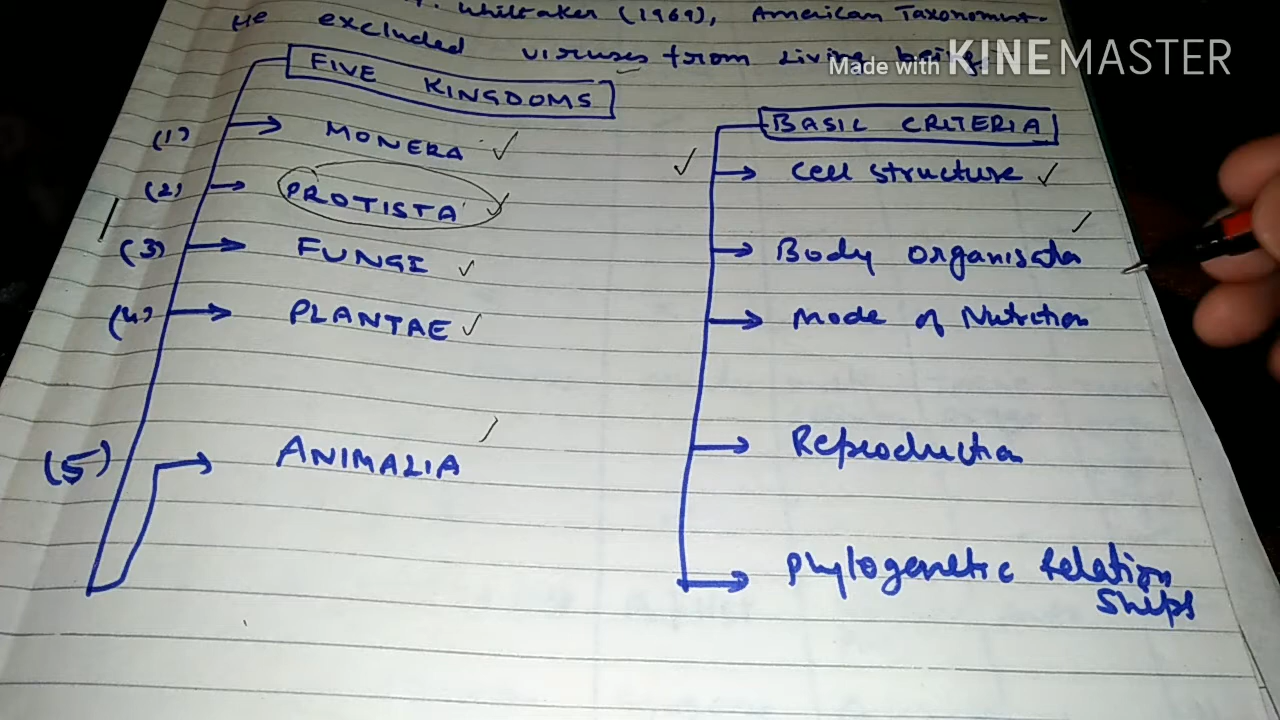 Whittaker (1969), American Taxonomist.
He excluded viruses from Living being
Made with KINEMASTER
FIVE KINGDOMS
(1) MONERA
(2) PROTISTA
(3) FUNGI
(4) PLANTAE
(5) ANIMALIA
BASIC CRITERIA
Cell structure
Body organisation
Mode of Nutrition
Reproduction
Phylogenetic Relation
Ships